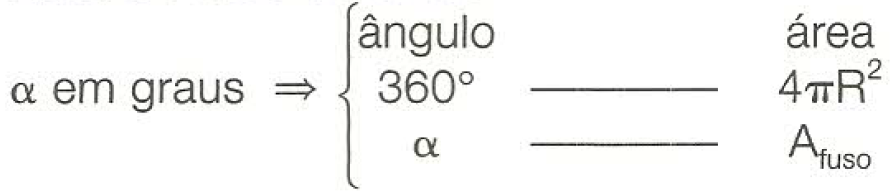 ângulo área
α em graus ⇒ 360° ——— 4πR²
α ——— A_fuso